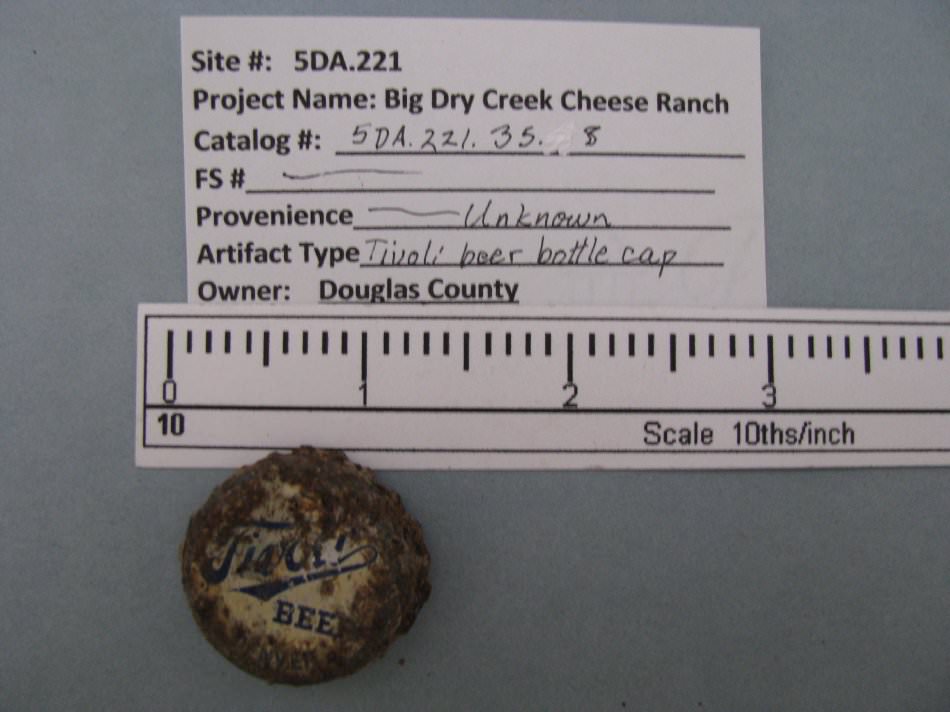 Site #: 5DA.221
Project Name: Big Dry Creek Cheese Ranch
Catalog #: 5DA.221.35. 8
FS #
Provenience Unknown
Artifact Type Tivoli beer bottle cap
Owner: Douglas County
0 1 2 3
10 Scale 10ths/inch
Tivoli
BEE